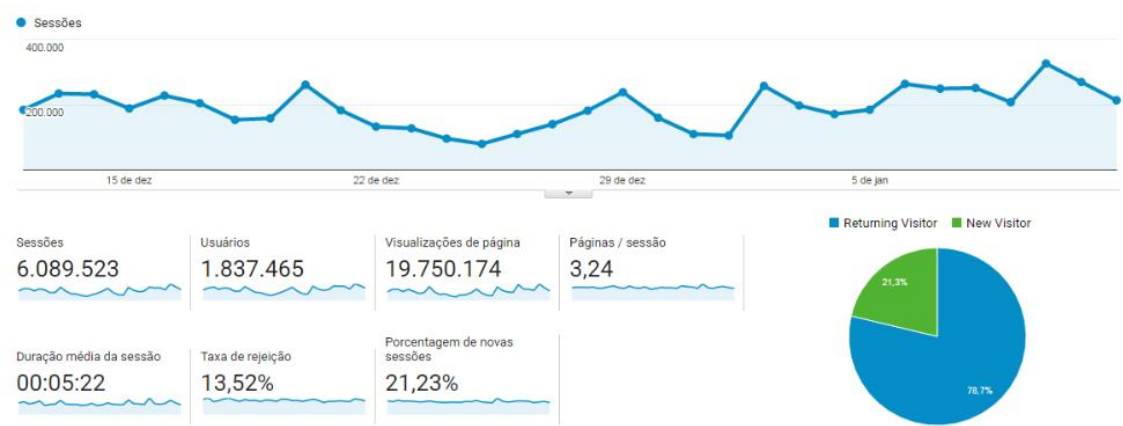 Sessões
400.000
200.000
15 de dez
22 de dez
29 de dez
5 de jan
Returning Visitor
New Visitor
Sessões
6.089.523
Usuários
1.837.465
Visualizações de página
19.750.174
Páginas / sessão
3,24
21,3%
78,7%
Duração média da sessão
00:05:22
Taxa de rejeição
13,52%
Porcentagem de novas
sessões
21,23%